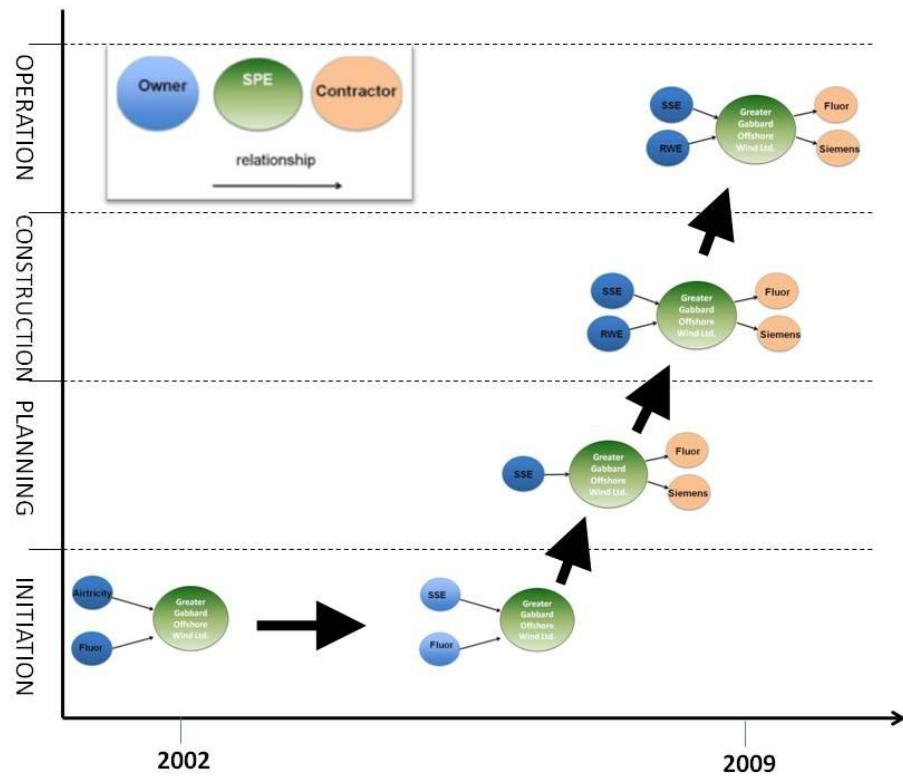 OPERATION
CONSTRUCTION
PLANNING
INITIATION
Owner
SPE
Contractor
relationship
SSE
RWE
Greater
Gabbard
Offshore
Wind Ltd.
Fluor
Siemens
SSE
RWE
Greater
Gabbard
Offshore
Wind Ltd.
Fluor
Siemens
SSE
Greater
Gabbard
Offshore
Wind Ltd.
Fluor
Siemens
Airtricity
Fluor
Greater
Gabbard
Offshore
Wind Ltd.
SSE
Fluor
Greater
Gabbard
Offshore
Wind Ltd.
2002
2009